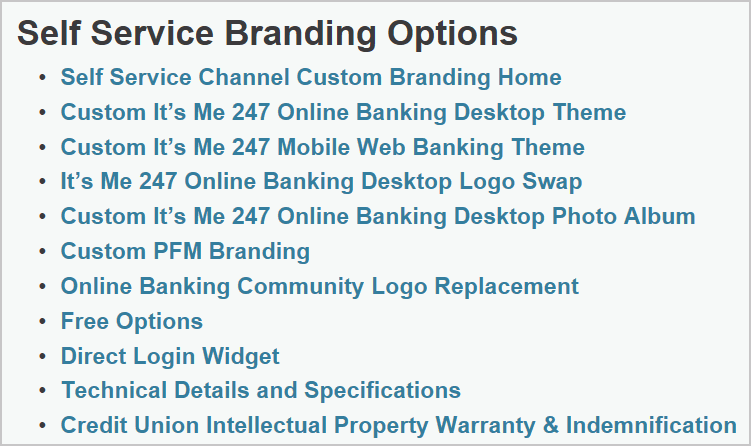 Self Service Branding Options
• Self Service Channel Custom Branding Home
• Custom It’s Me 247 Online Banking Desktop Theme
• Custom It’s Me 247 Mobile Web Banking Theme
• It’s Me 247 Online Banking Desktop Logo Swap
• Custom It’s Me 247 Online Banking Desktop Photo Album
• Custom PFM Branding
• Online Banking Community Logo Replacement
• Free Options
• Direct Login Widget
• Technical Details and Specifications
• Credit Union Intellectual Property Warranty & Indemnification